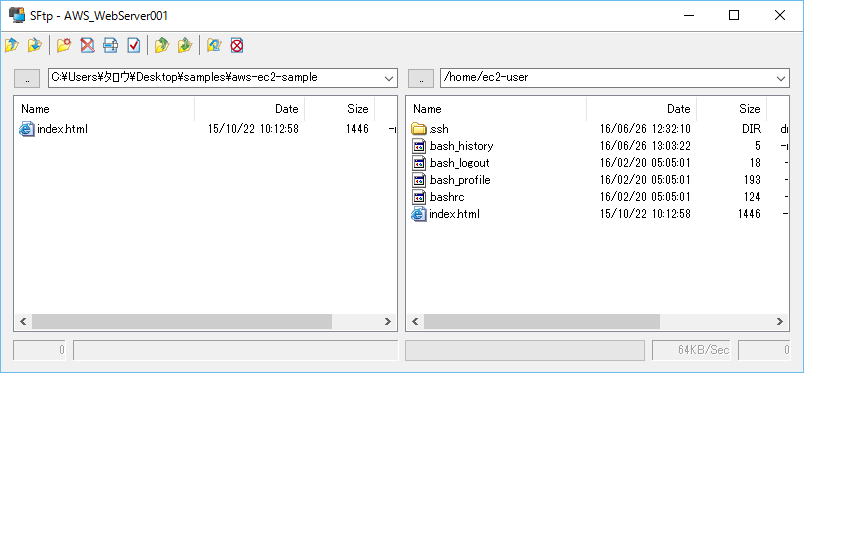 SFtp - AWS_WebServer001
.. C:¥Users¥タロウ¥Desktop¥samples¥aws-ec2-sample
Name Date Size
index.html 15/10/22 10:12:58 1446
0
.. /home/ec2-user
Name Date Size
.ssh 16/06/26 12:32:10 DIR
.bash_history 16/06/26 13:03:22 5
.bash_logout 16/02/20 05:05:01 18
.bash_profile 16/02/20 05:05:01 193
.bashrc 16/02/20 05:05:01 124
index.html 15/10/22 10:12:58 1446
64KB/Sec 0